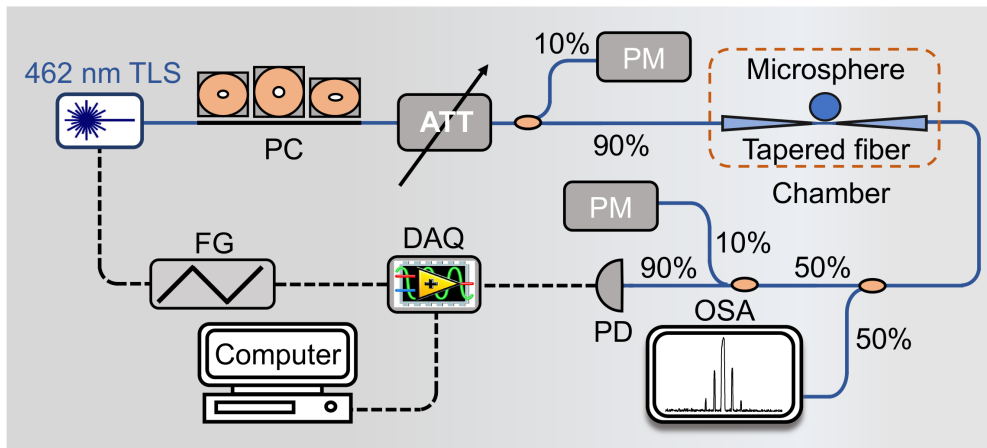 462 nm TLS
PC
ATT
10%
PM
90%
Microsphere
Tapered fiber
Chamber
PM
10%
FG
DAQ
PD
90%
50%
50%
OSA
Computer